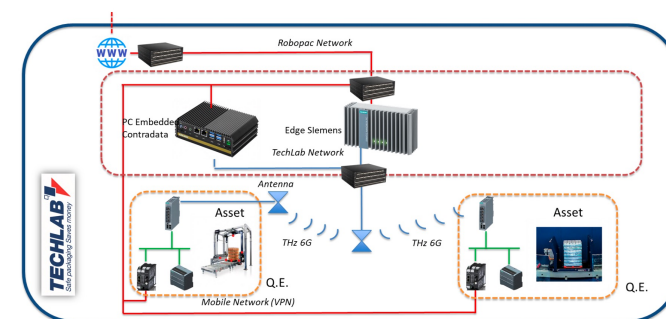 Robopac Network
WWW
PC Embedded
Contradata
Edge Siemens
TechLab Network
Antenna
Asset
THz 6G
THz 6G
Asset
Q.E.
Q.E.
Mobile Network (VPN)
TECHLAB
Safe packaging Saves money